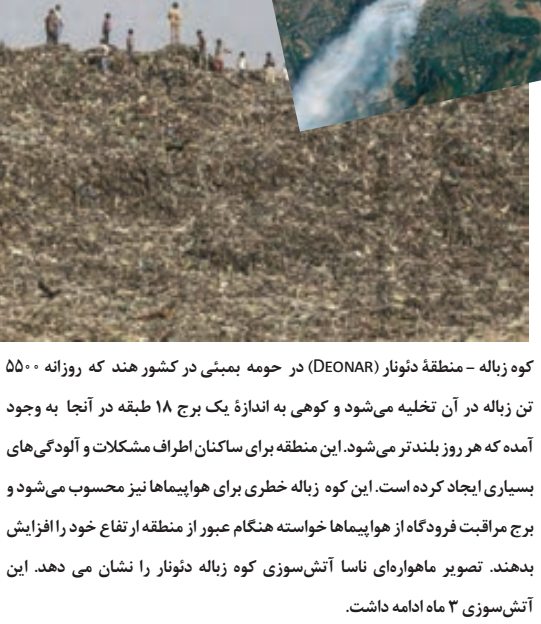 کوه زباله – منطقهٔ دئونار (DEONAR) در حومه بمبئی در کشور هند که روزانه ۵۵۰۰
تن زباله در آن تخلیه می‌شود و کوهی به اندازهٔ یک برج ۱۸ طبقه در آنجا به وجود
آمده که هر روز بلندتر می‌شود. این منطقه برای ساکنان اطراف مشکلات و آلودگی‌های
بسیاری ایجاد کرده است. این کوه زباله خطری برای هواپیماها نیز محسوب می‌شود و
برج مراقبت فرودگاه از هواپیماها خواسته هنگام عبور از منطقه ارتفاع خود را افزایش
بدهند. تصویر ماهواره‌ای ناسا آتش‌سوزی کوه زباله دئونار را نشان می دهد. این
آتش‌سوزی ۳ ماه ادامه داشت.